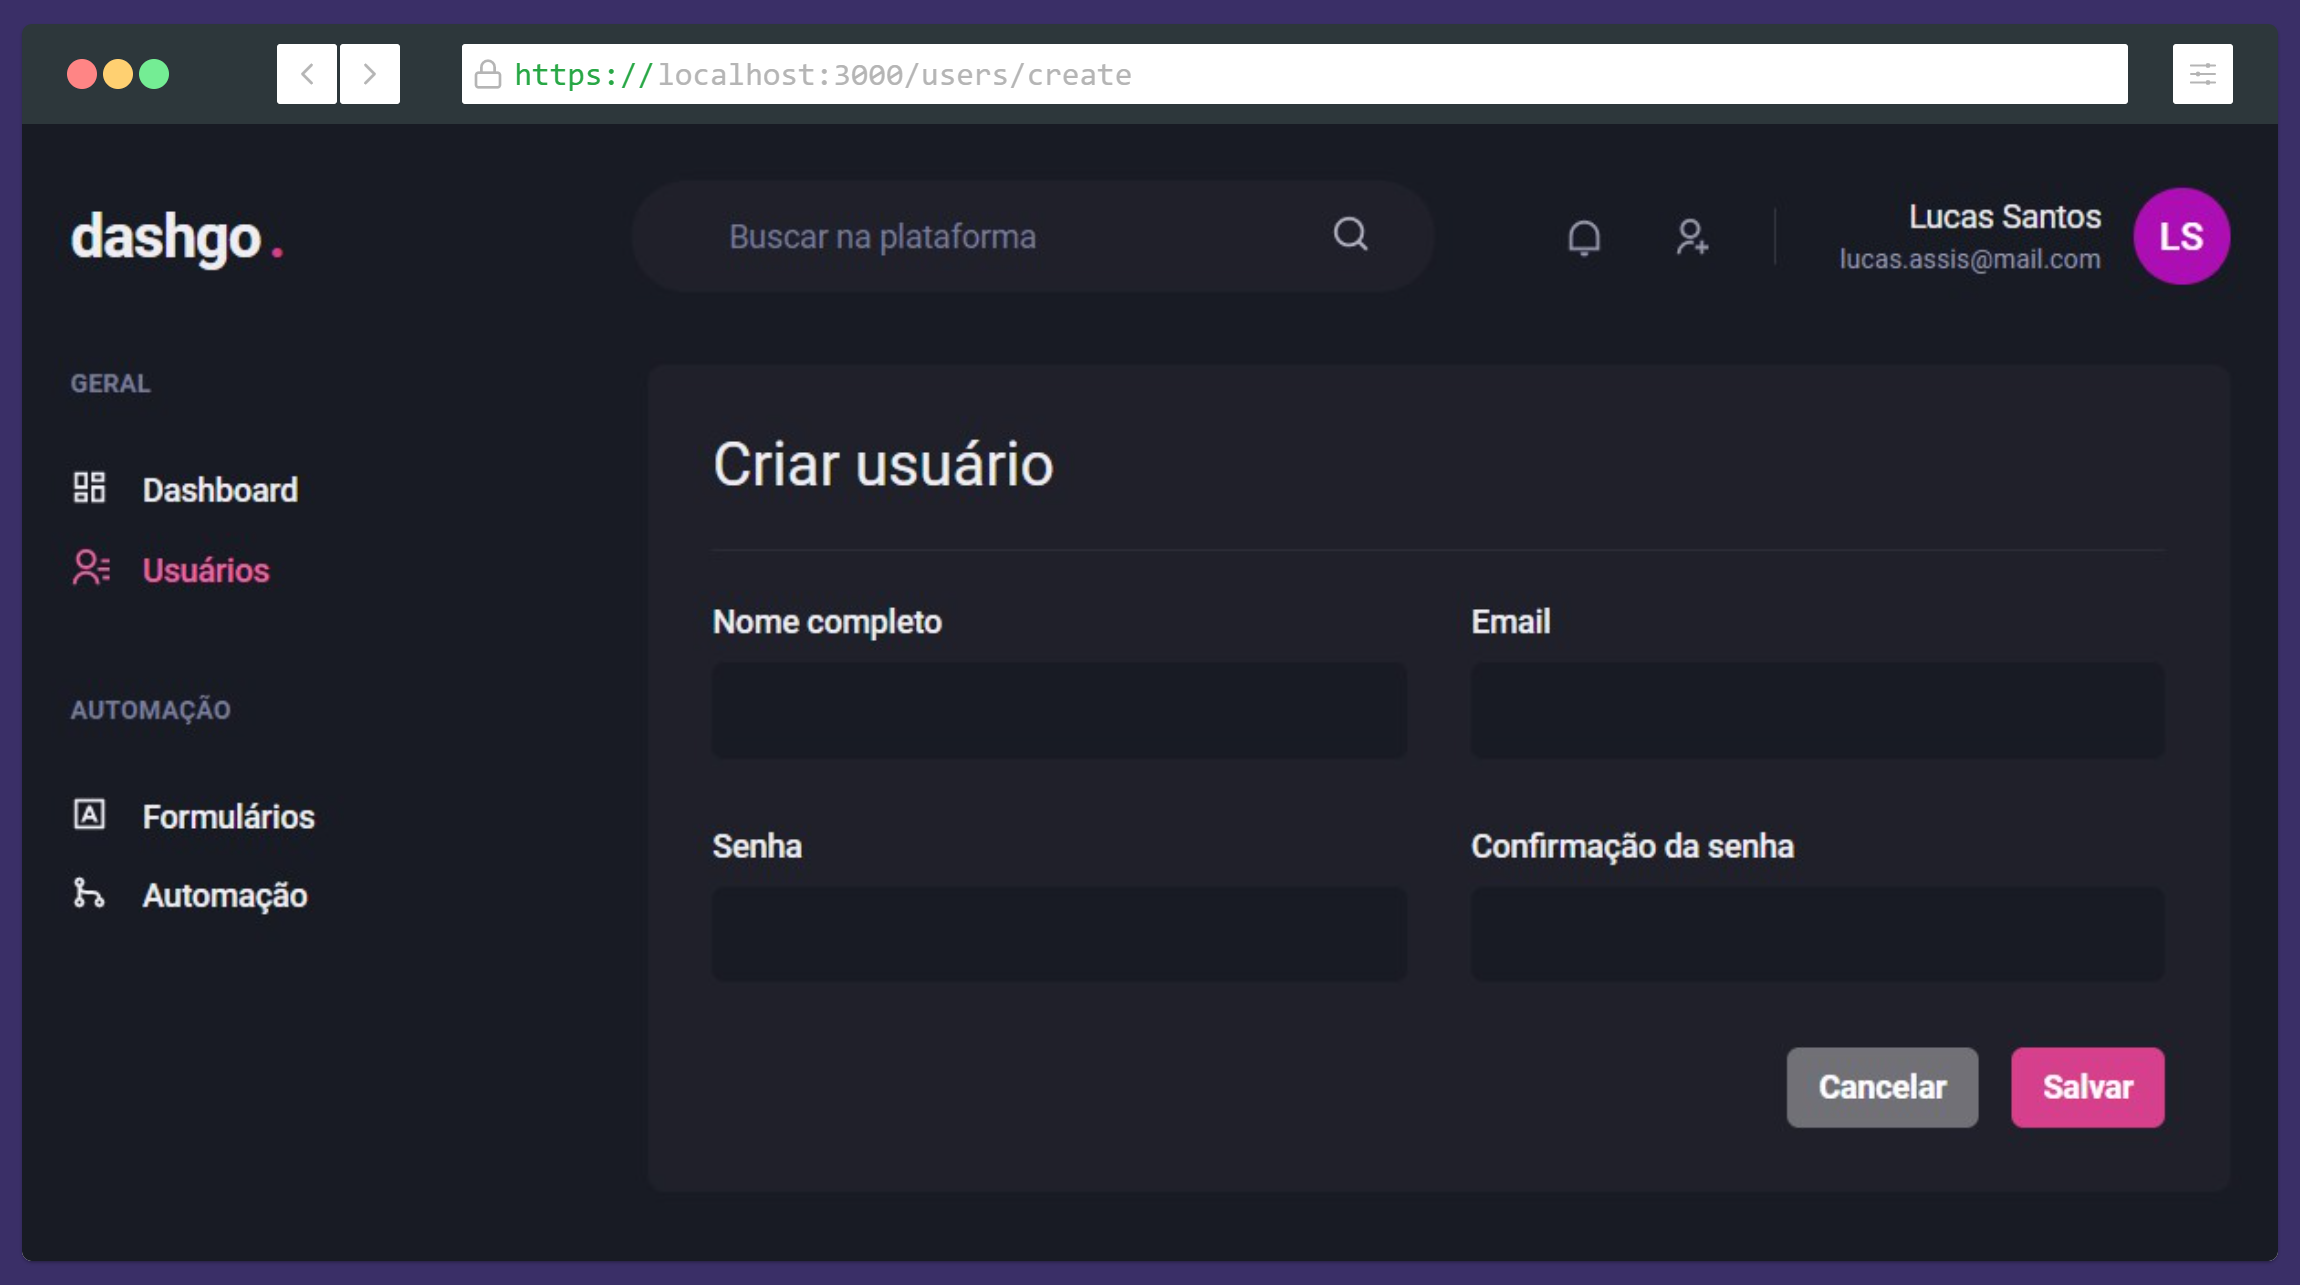 https://localhost:3000/users/create
dashgo.
Buscar na plataforma
Lucas Santos
lucas.assis@mail.com
LS
GERAL
Dashboard
Usuários
AUTOMAÇÃO
Formulários
Automação
Criar usuário
Nome completo
Email
Senha
Confirmação da senha
Cancelar
Salvar